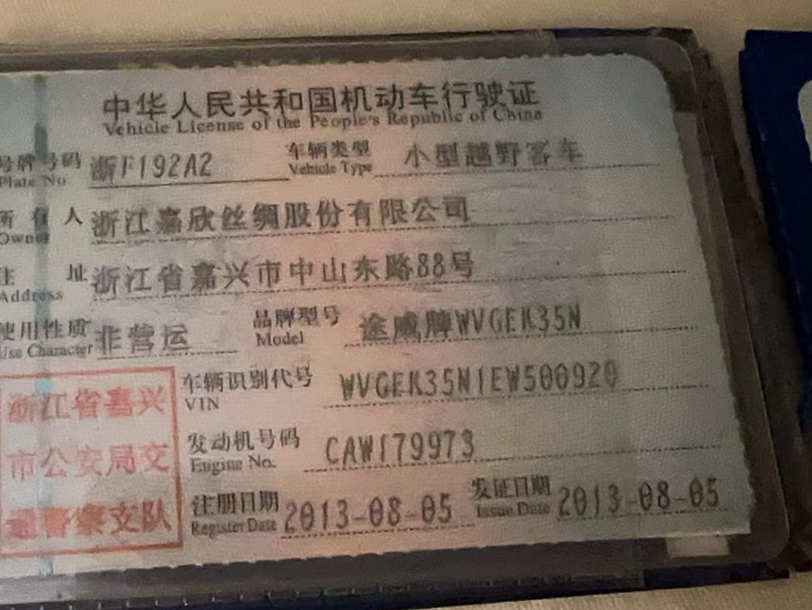 中华人民共和国机动车行驶证
Vehicle License of the People's Republic of China
号牌号码 浙F192A2 车辆类型 小型越野客车
Plate No. Vehicle Type
所有人 浙江嘉欣丝绸股份有限公司
Owner
住址 浙江省嘉兴市中山东路88号
Address
使用性质 非营运 品牌型号 途威牌WVGEK35N
Use Character Model
车辆识别代号 WVGEK35N1EW500920
VIN
发动机号码 CAW179973
Engine No.
注册日期 2013-08-05 发证日期 2013-08-05
Register Date Issue Date
浙江省嘉兴
市公安局交
通警察支队